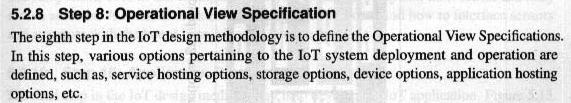 5.2.8 Step 8: Operational View Specification
The eighth step in the IoT design methodology is to define the Operational View Specifications.
In this step, various options pertaining to the IoT system deployment and operation are
defined, such as, service hosting options, storage options, device options, application hosting
options, etc.